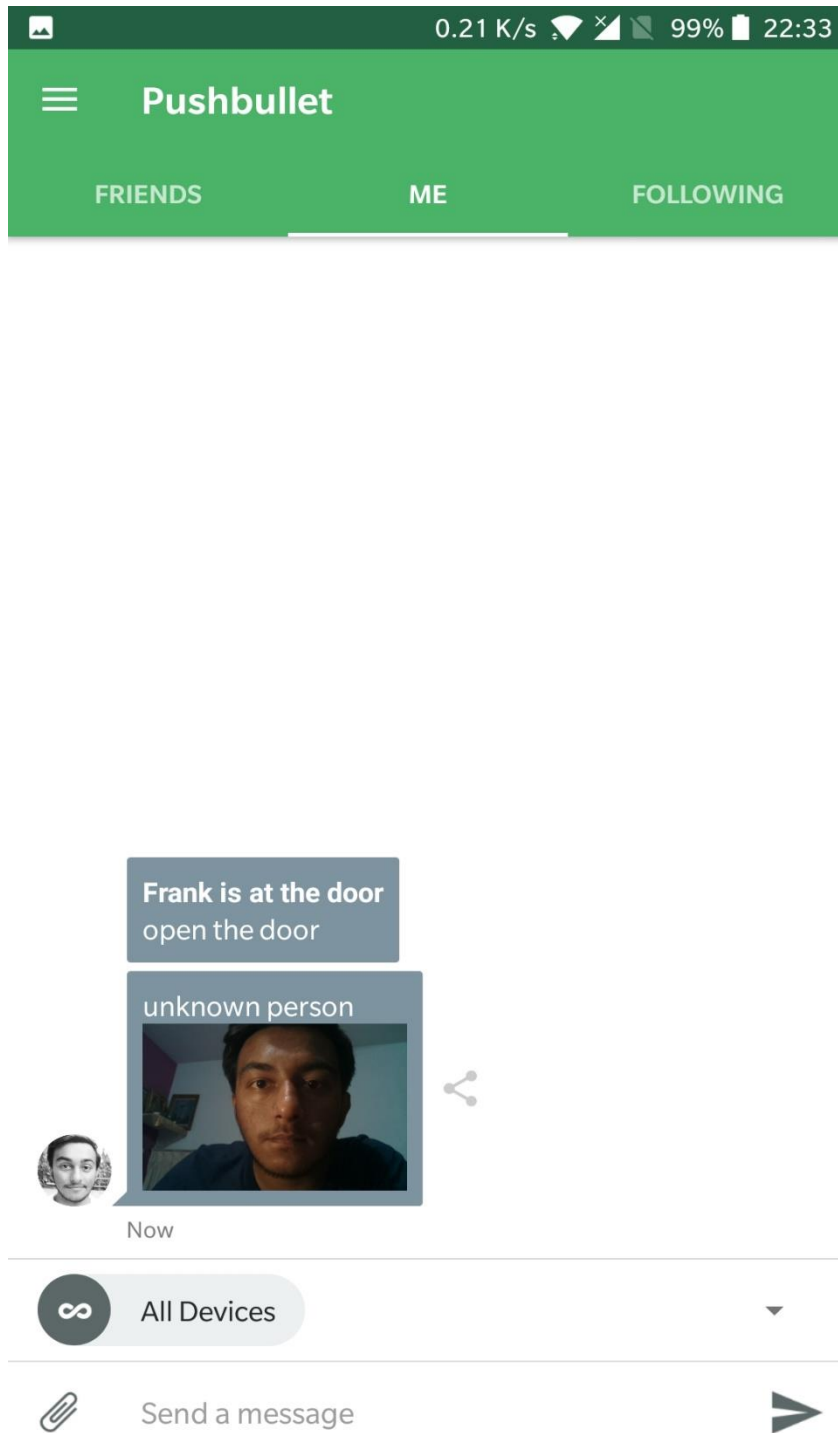 0.21 K/s 99% 22:33
Pushbullet
FRIENDS ME FOLLOWING
Frank is at the door
open the door
unknown person
Now
All Devices
Send a message